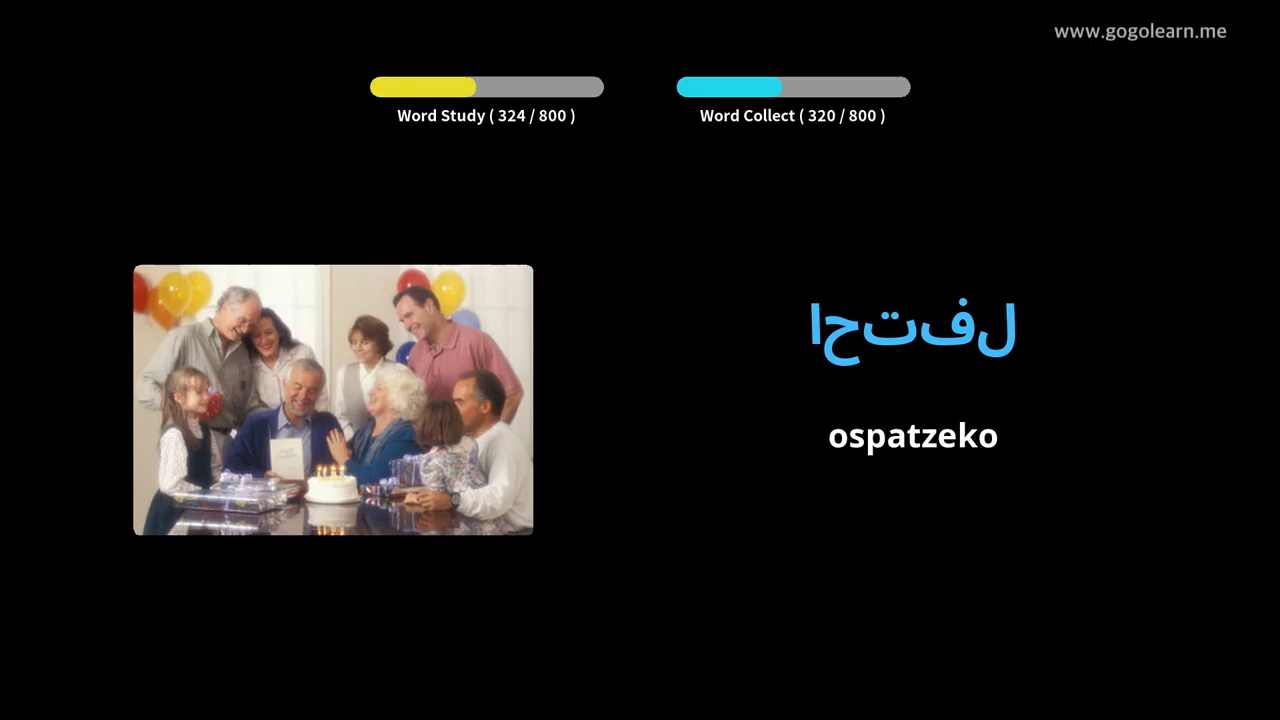 www.gogolearn.me
Word Study ( 324 / 800 )
Word Collect ( 320 / 800 )
احتفل
ospatzeko